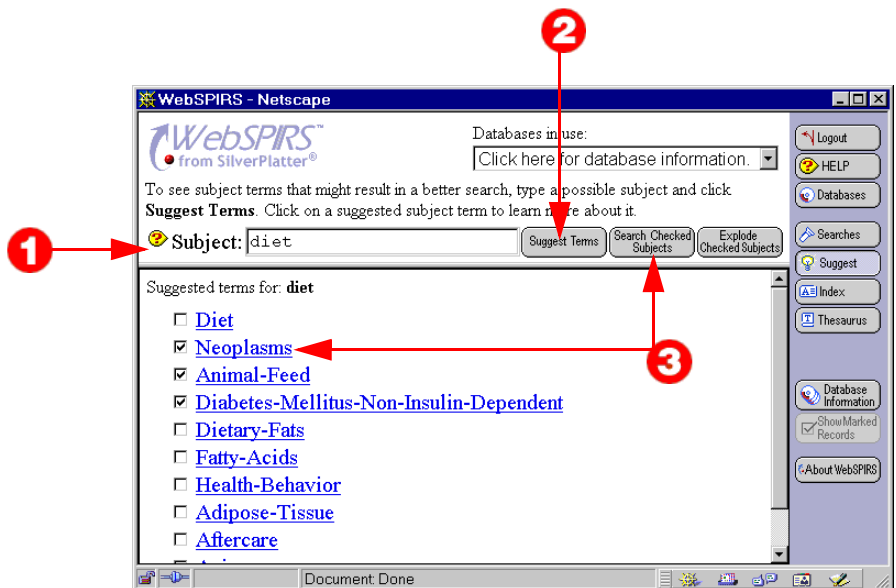 2
WebSPIRS - Netscape
WebSPIRS™
from SilverPlatter®
Databases in use:
Click here for database information.
To see subject terms that might result in a better search, type a possible subject and click
Suggest Terms. Click on a suggested subject term to learn more about it.
1
Subject: diet
Suggest Terms
Search Checked
Subjects
Explode
Checked Subjects
Suggested terms for: diet
Diet
Neoplasms
3
Animal-Feed
Diabetes-Mellitus-Non-Insulin-Dependent
Dietary-Fats
Fatty-Acids
Health-Behavior
Adipose-Tissue
Aftercare
Logout
HELP
Databases
Searches
Suggest
Index
Thesaurus
Database
Information
Show Marked
Records
About WebSPIRS
Document: Done